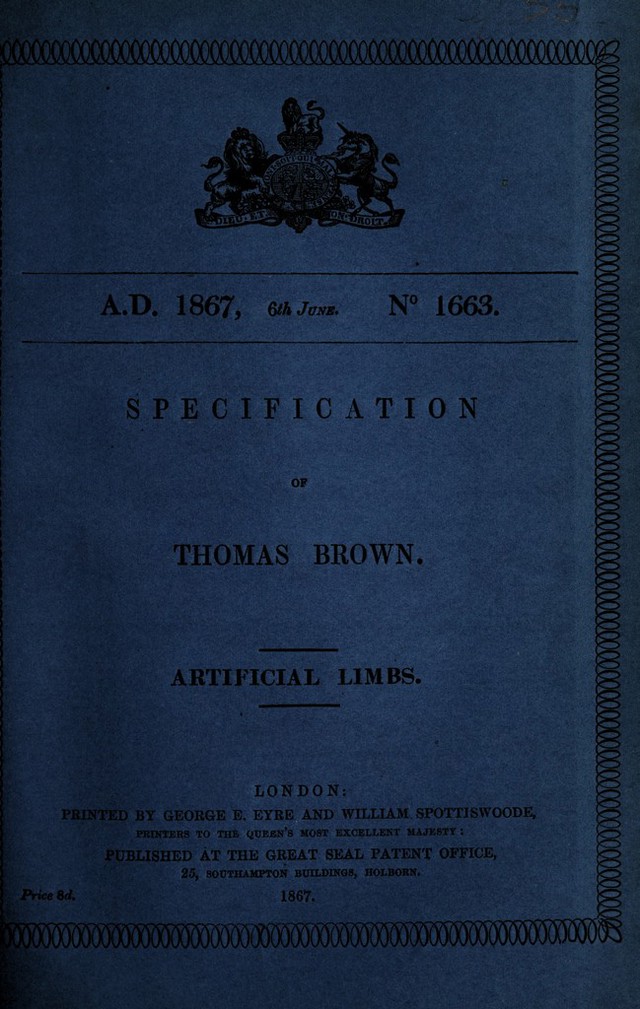 DIEU ET MON DROIT
A.D. 1867, 6th JUNE. Nº 1663.
SPECIFICATION
OF
THOMAS BROWN.
ARTIFICIAL LIMBS.
LONDON:
PRINTED BY GEORGE E. EYRE AND WILLIAM SPOTTISWOODE,
PRINTERS TO THE QUEEN'S MOST EXCELLENT MAJESTY:
PUBLISHED AT THE GREAT SEAL PATENT OFFICE,
25, SOUTHAMPTON BUILDINGS, HOLBORN.
Price 8d. 1867.